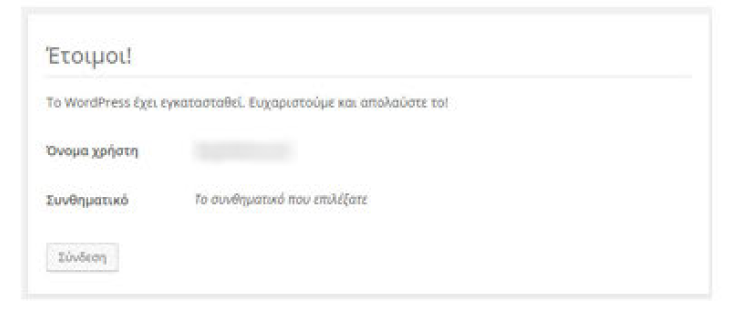 Έτοιμοι!
Το WordPress έχει εγκατασταθεί. Ευχαριστούμε και απολαύστε το!
Όνομα χρήστη
Συνθηματικό Το συνθηματικό που επιλέξατε
Σύνδεση